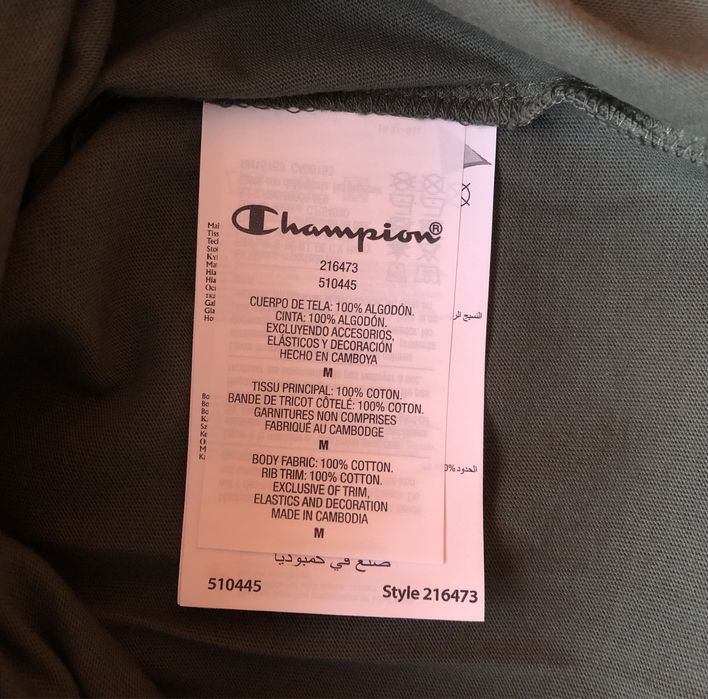 Champion®
216473
510445
CUERPO DE TELA: 100% ALGODÓN.
CINTA: 100% ALGODÓN.
EXCLUYENDO ACCESORIOS,
ELÁSTICOS Y DECORACIÓN
HECHO EN CAMBOYA
M
TISSU PRINCIPAL: 100% COTON.
BANDE DE TRICOT CÔTELÉ: 100% COTON.
GARNITURES NON COMPRISES
FABRIQUÉ AU CAMBODGE
M
BODY FABRIC: 100% COTTON.
RIB TRIM: 100% COTTON.
EXCLUSIVE OF TRIM,
ELASTICS AND DECORATION
MADE IN CAMBODIA
M
صنع في كمبوديا
510445
Style 216473
النسيج
الحدود